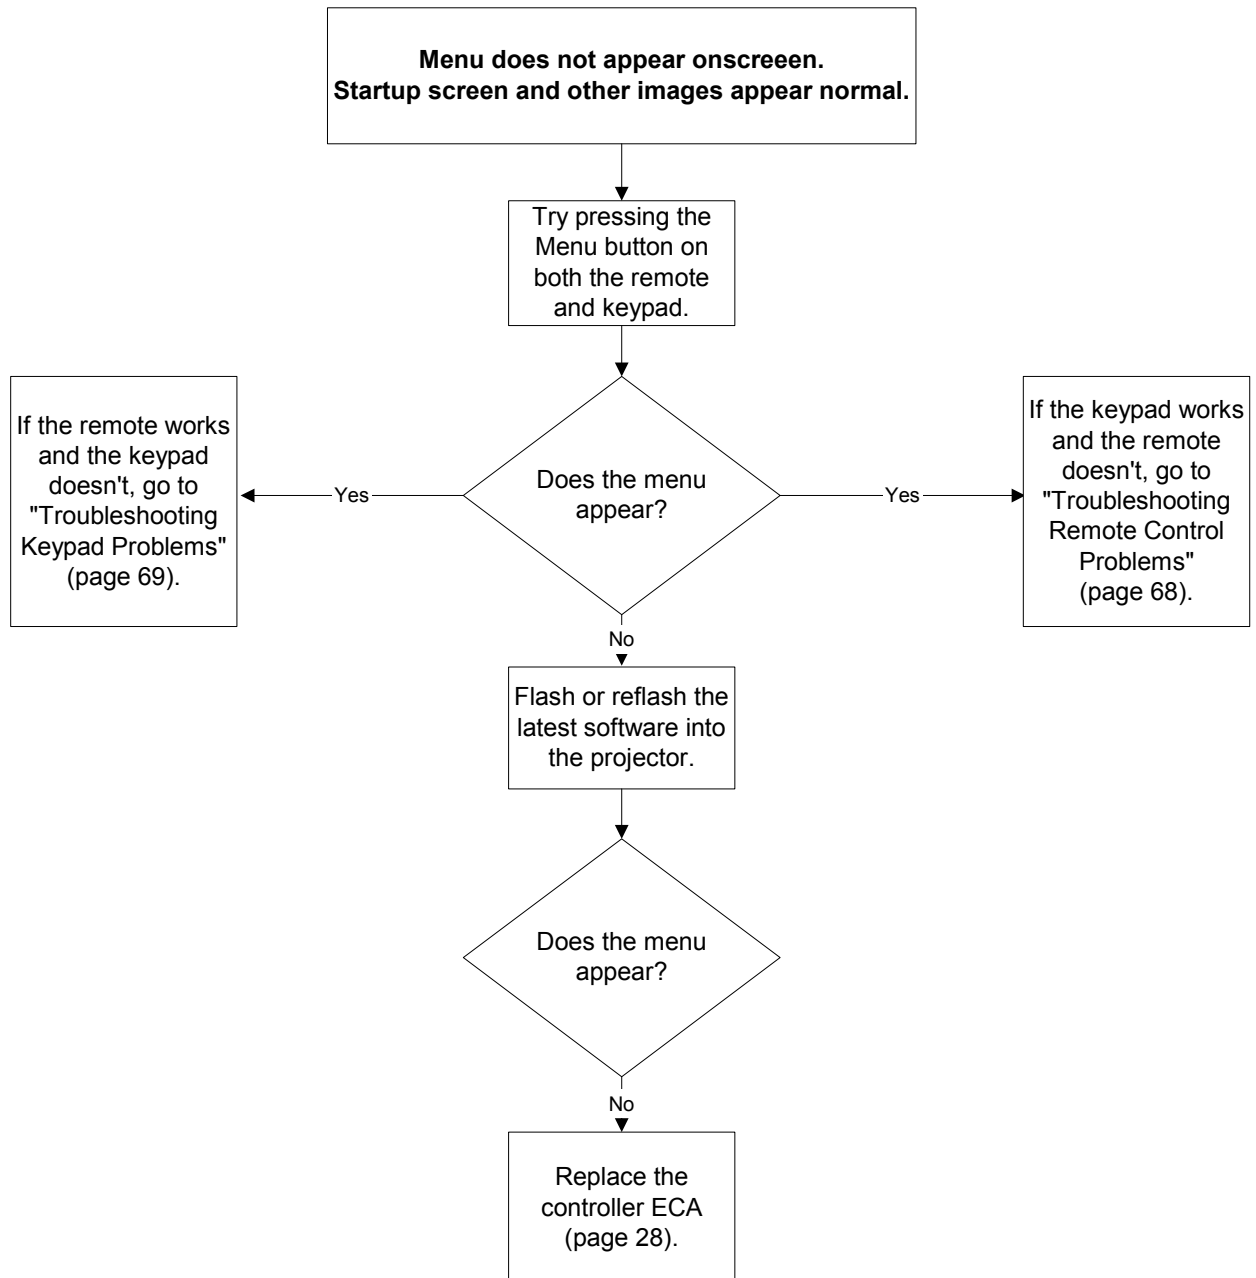 Menu does not appear onscreeen.
Startup screen and other images appear normal.
Try pressing the
Menu button on
both the remote
and keypad.
If the remote works
and the keypad
doesn't, go to
"Troubleshooting
Keypad Problems"
(page 69).
Yes
Does the menu
appear?
Yes
If the keypad works
and the remote
doesn't, go to
"Troubleshooting
Remote Control
Problems"
(page 68).
No
Flash or reflash the
latest software into
the projector.
Does the menu
appear?
No
Replace the
controller ECA
(page 28).